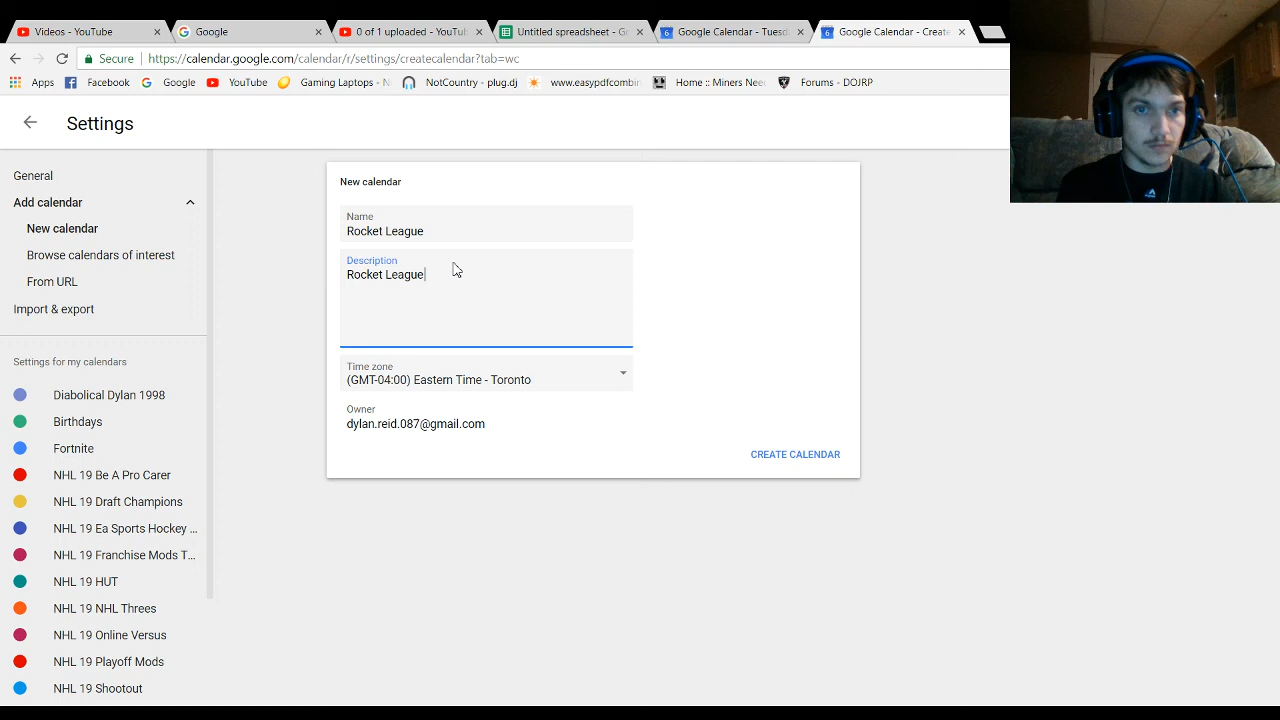 Videos - YouTube
Google
0 of 1 uploaded - YouTu
Untitled spreadsheet - G
Google Calendar - Tuesd
Google Calendar - Create
Secure
https://calendar.google.com/calendar/r/settings/createcalendar?tab=wc
Apps
Facebook
Google
YouTube
Gaming Laptops - N
NotCountry - plug.dj
www.easypdfcombin
Home :: Miners Need
Forums - DOJRP
Settings
General
Add calendar
New calendar
Browse calendars of interest
From URL
Import & export
Settings for my calendars
Diabolical Dylan 1998
Birthdays
Fortnite
NHL 19 Be A Pro Carer
NHL 19 Draft Champions
NHL 19 Ea Sports Hockey ...
NHL 19 Franchise Mods T...
NHL 19 HUT
NHL 19 NHL Threes
NHL 19 Online Versus
NHL 19 Playoff Mods
NHL 19 Shootout
New calendar
Name
Rocket League
Description
Rocket League
Time zone
(GMT-04:00) Eastern Time - Toronto
Owner
dylan.reid.087@gmail.com
CREATE CALENDAR